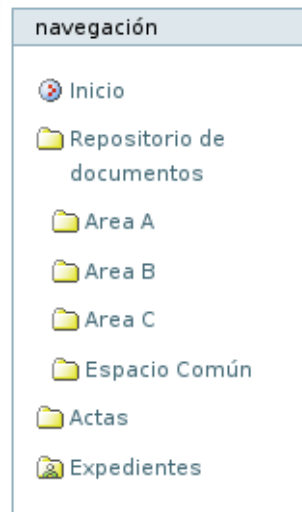 navegación
Inicio
Repositorio de
documentos
Area A
Area B
Area C
Espacio Común
Actas
Expedientes